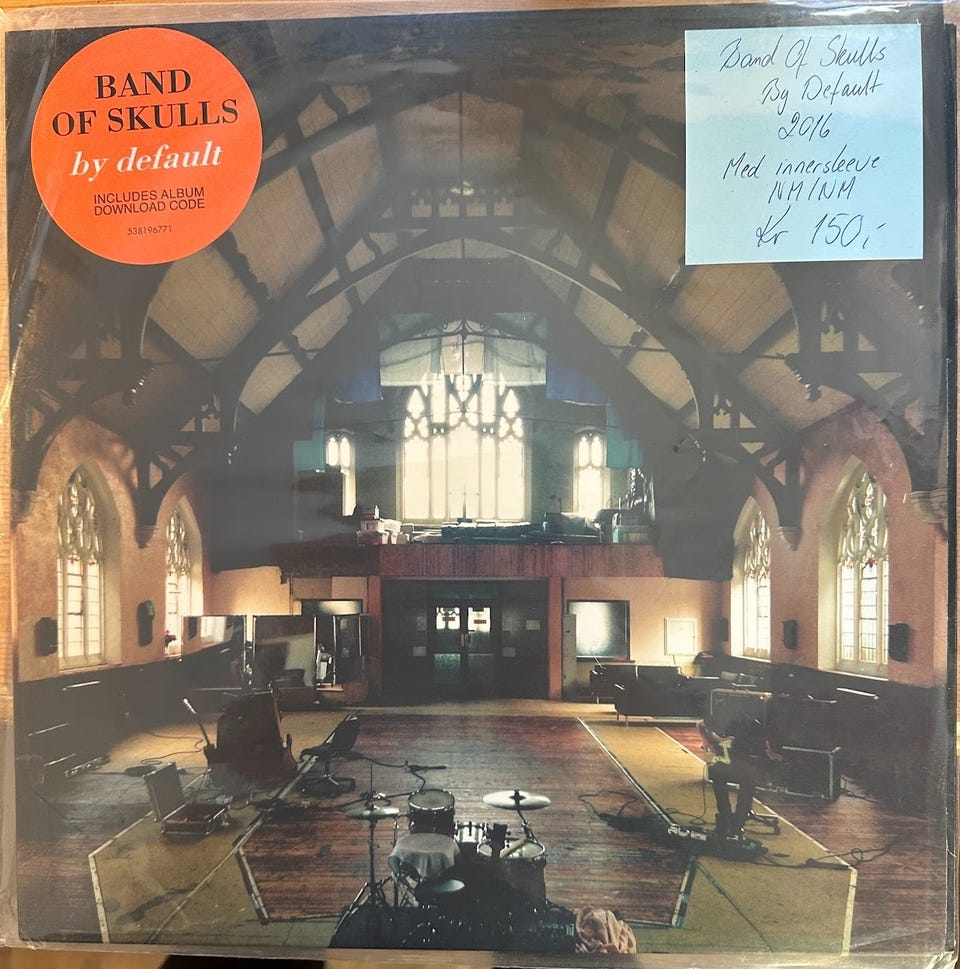 BAND
OF SKULLS
by default
INCLUDES ALBUM
DOWNLOAD CODE
538196771
Band Of Skulls
By Default
2016
Med innersleeve
NM/NM
Kr 150,-